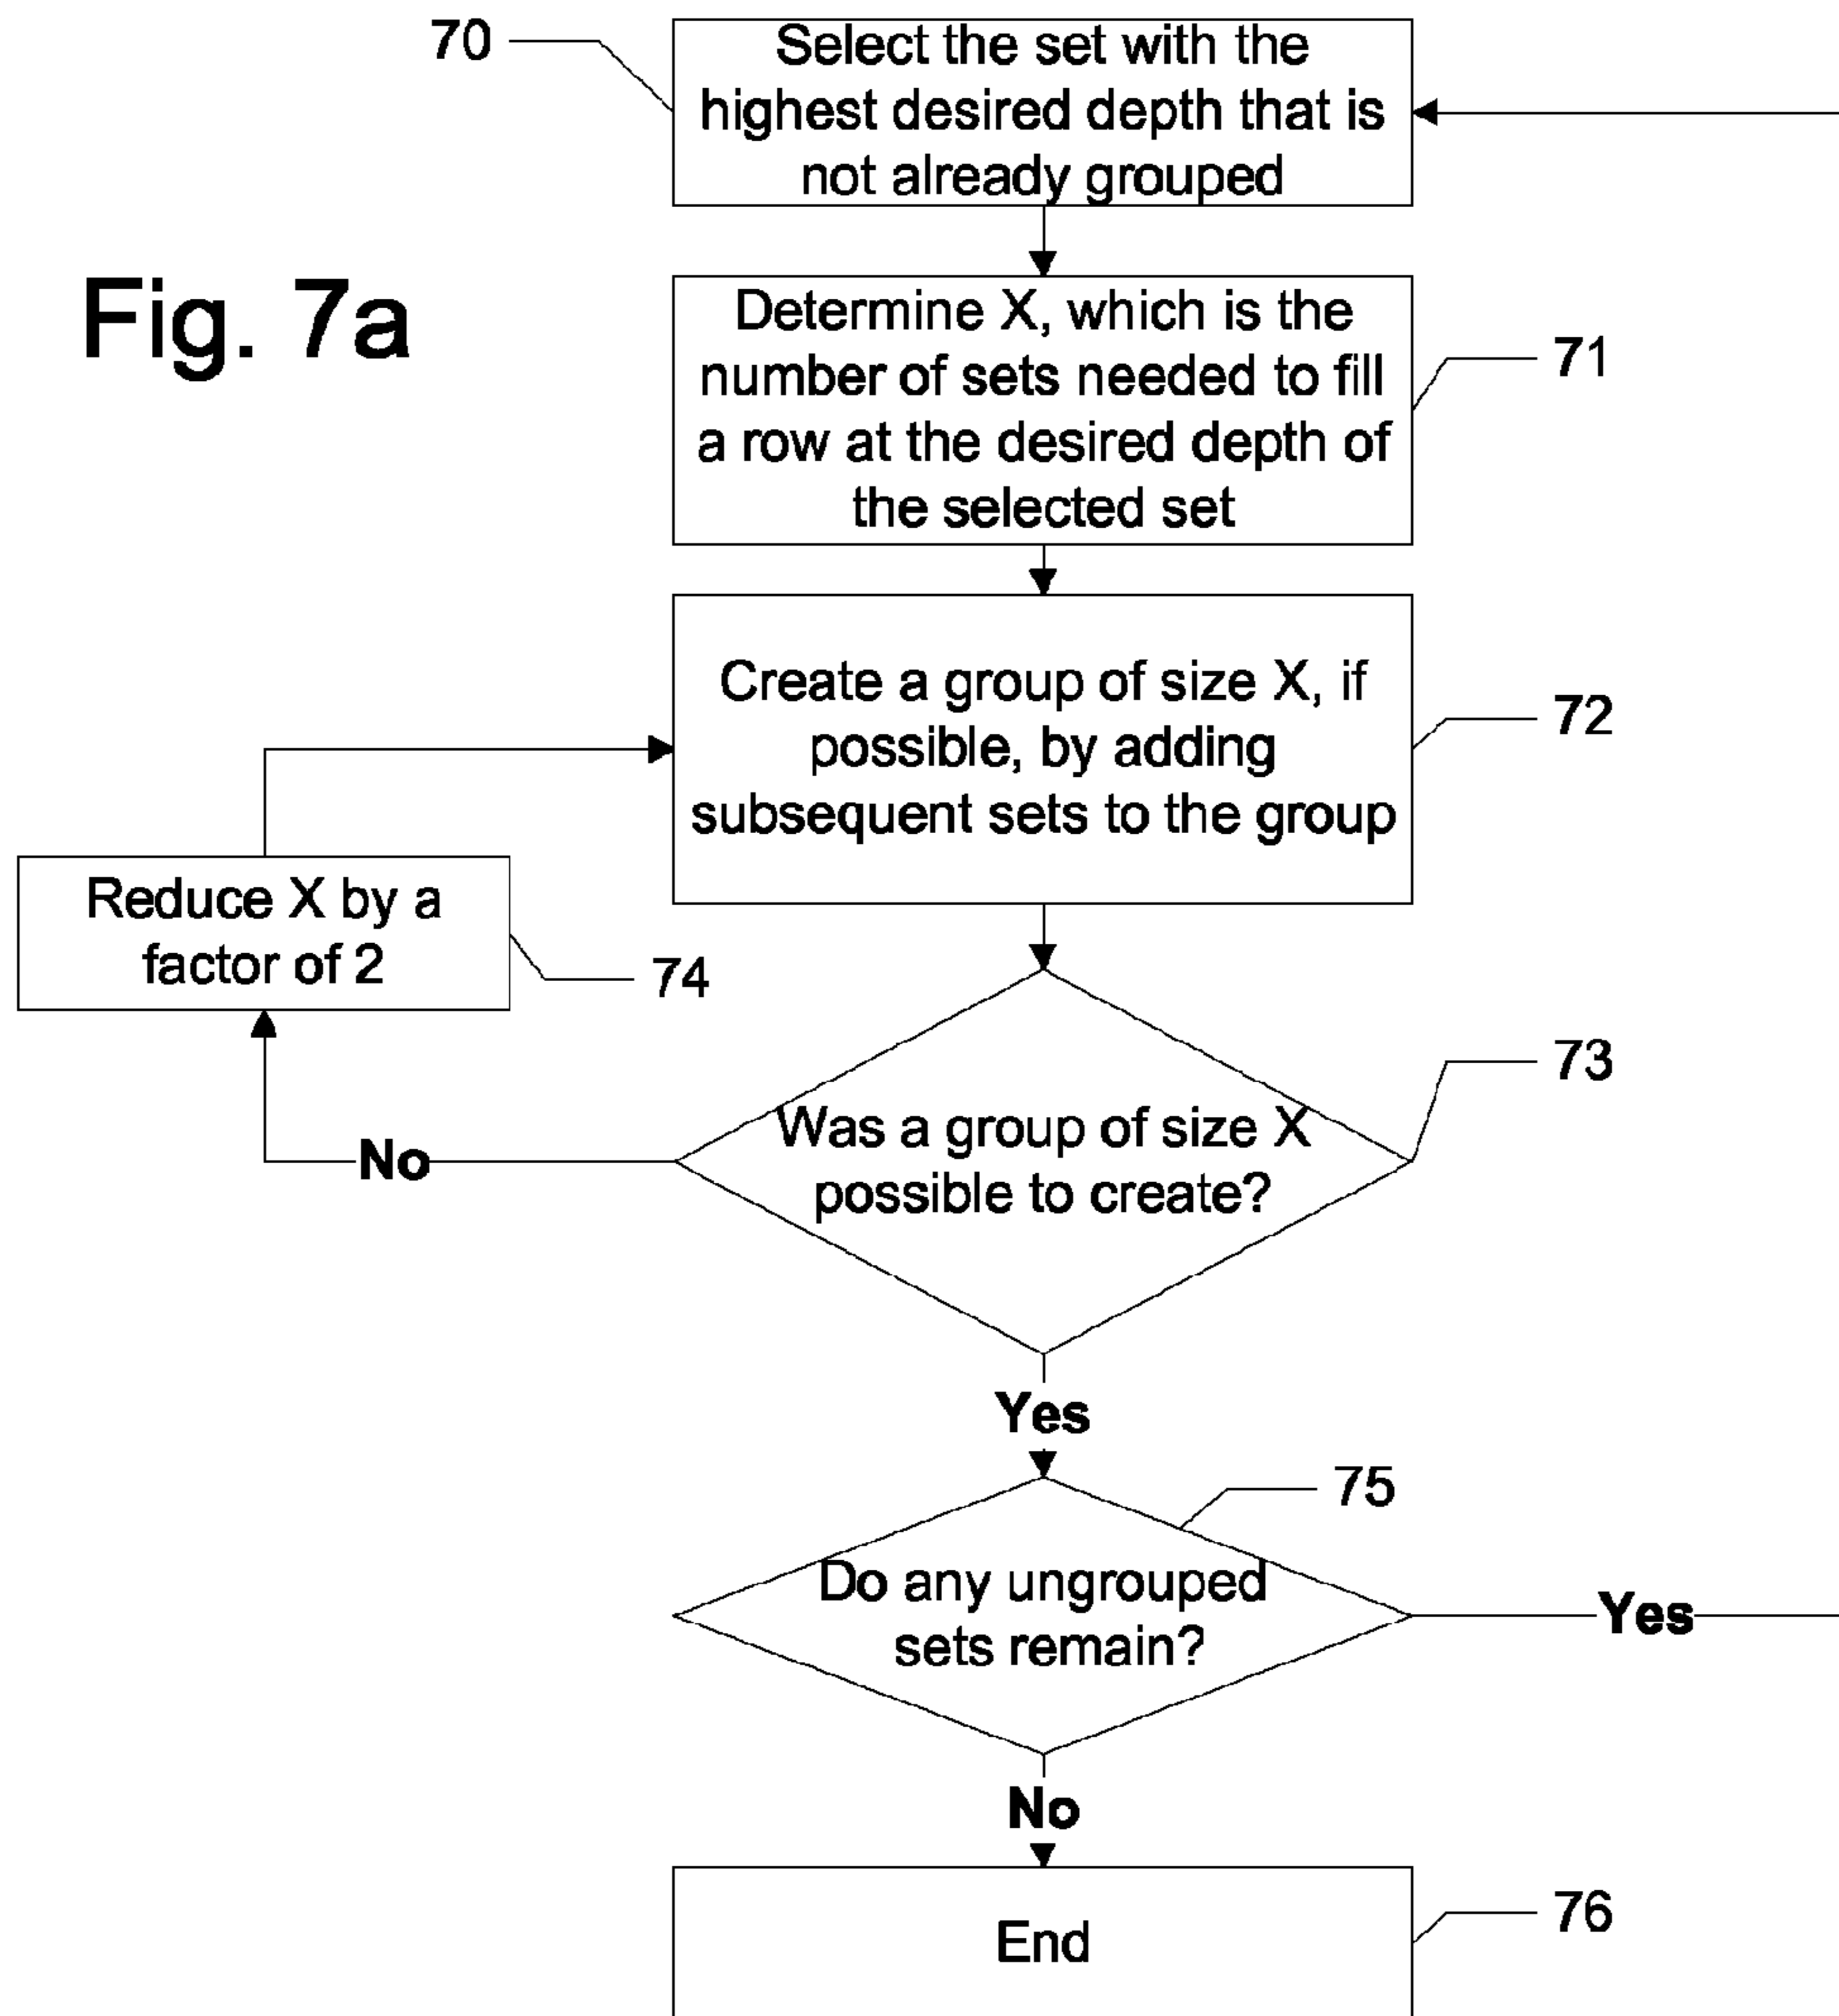 70
Select the set with the
highest desired depth that is
not already grouped
Fig. 7a
Determine X, which is the
number of sets needed to fill
a row at the desired depth of
the selected set
71
Create a group of size X, if
possible, by adding
subsequent sets to the group
72
Reduce X by a
factor of 2
74
Was a group of size X
possible to create?
73
No
Yes
75
Do any ungrouped
sets remain?
Yes
No
End
76